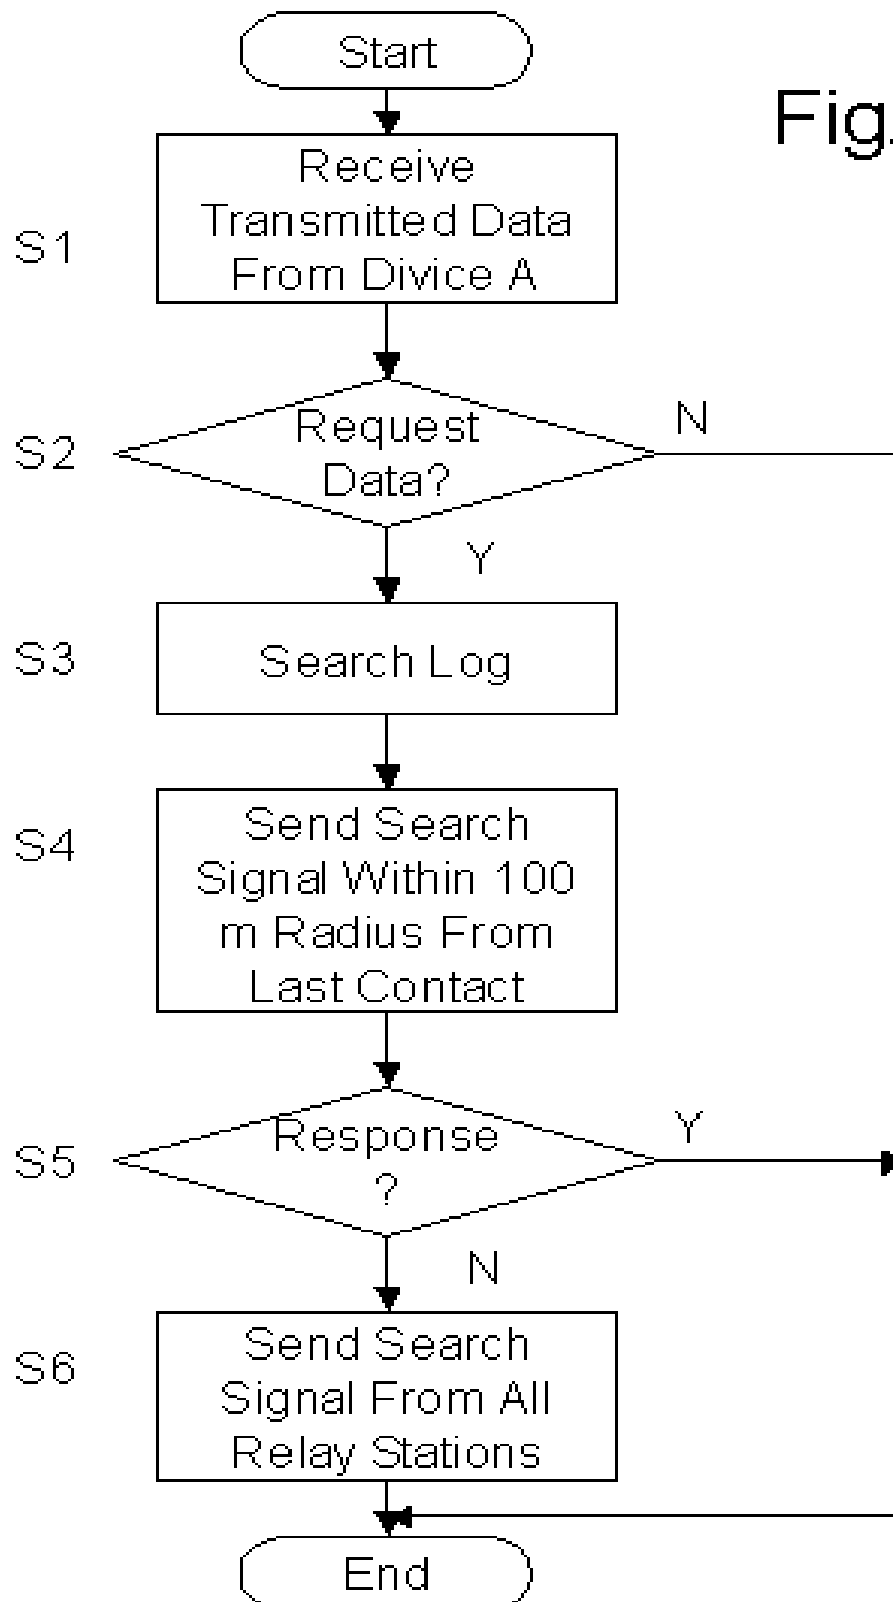 Start
Fig.
Receive
Transmitted Data
From Divice A
S1
Request
Data?
S2
N
Y
Search Log
S3
Send Search
Signal Within 100
m Radius From
Last Contact
S4
Response
?
S5
Y
N
Send Search
Signal From All
Relay Stations
S6
End